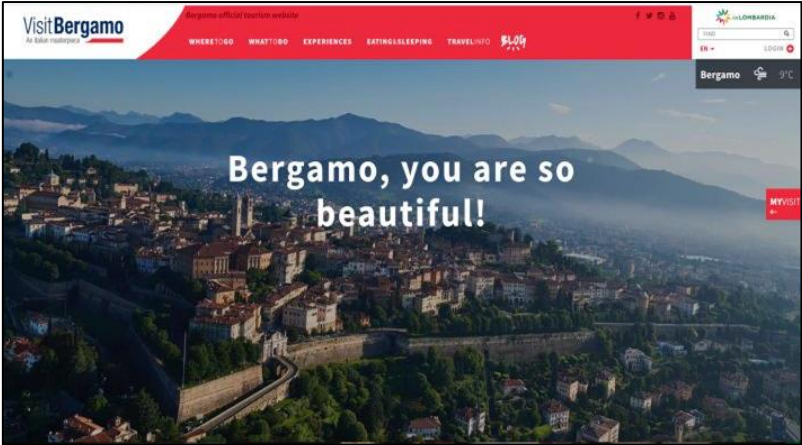 VisitBergamo
An italian masterpiece
Bergamo official tourism website
WHERETOGO WHATTODO EXPERIENCES EATING&SLEEPING TRAVELINFO BLOG
inLOMBARDIA
FIND
EN
LOGIN
Bergamo 9°C
Bergamo, you are so
beautiful!
MYVISIT